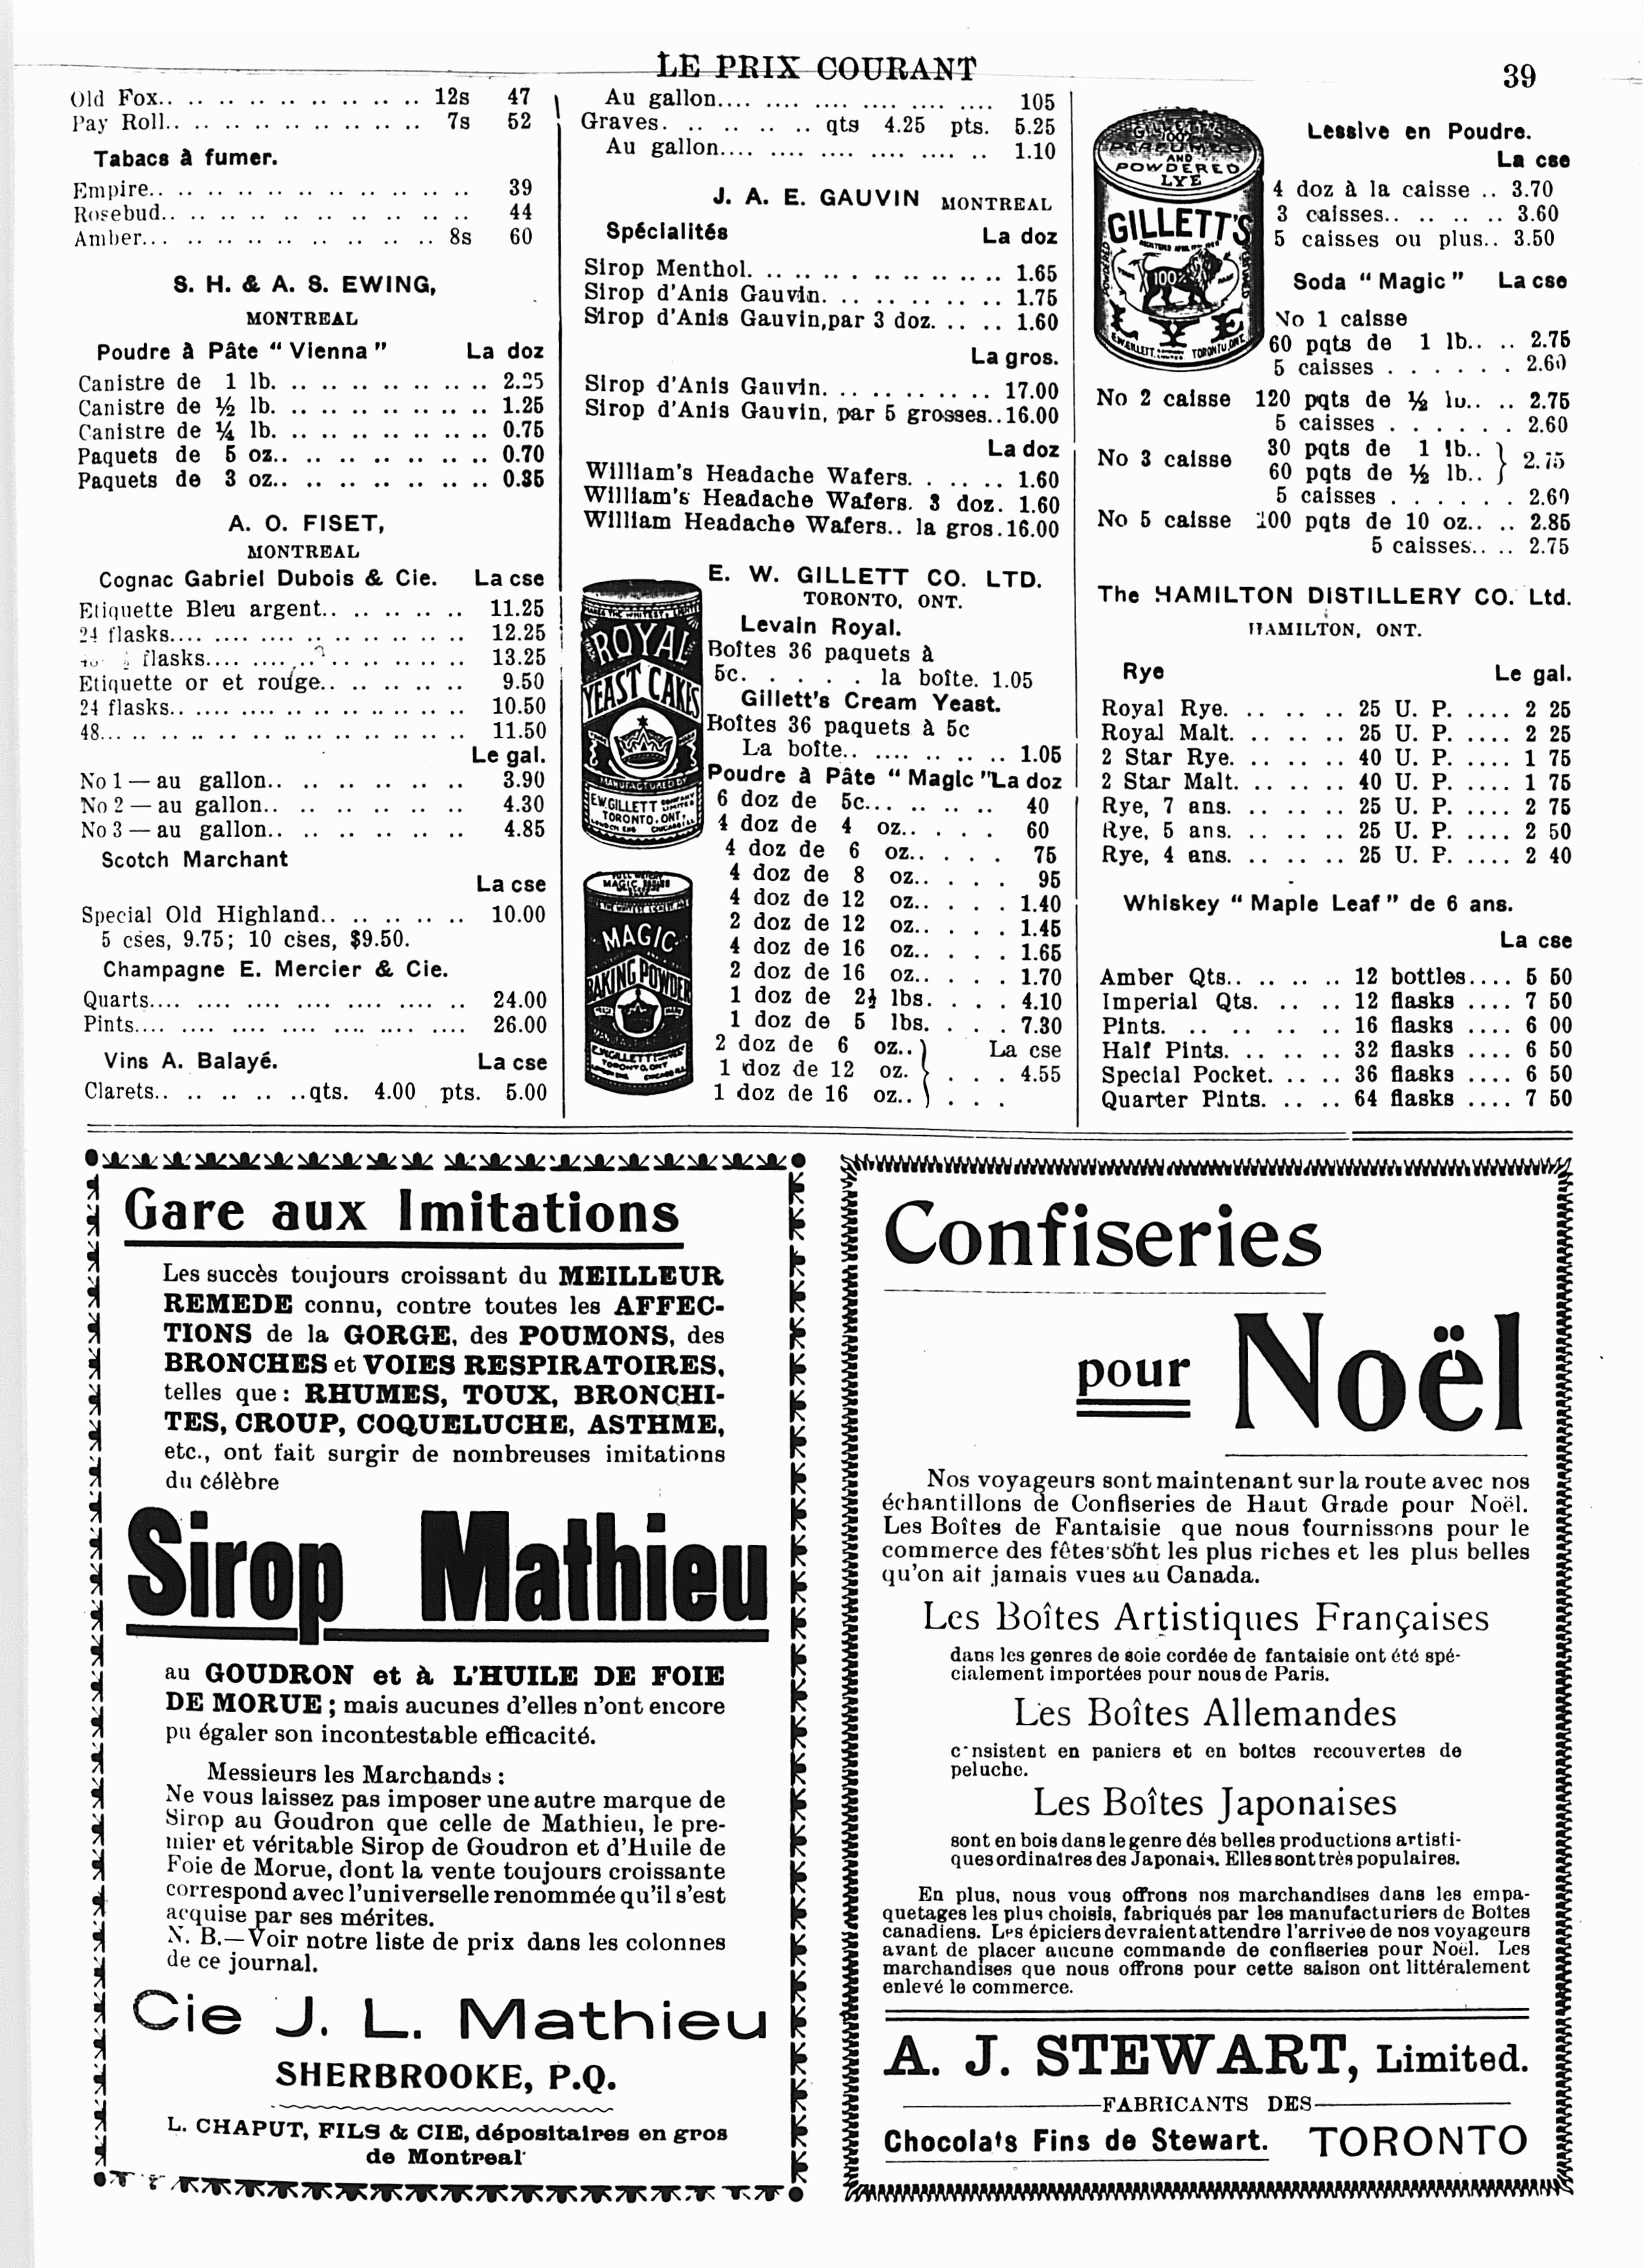 LE PRIX COURANT
39
Old Fox.. .. .. .. .. .. .. .. .. .. 12s 47
Pay Roll.. .. .. .. .. .. .. .. .. .. 7s 52
Tabacs à fumer.
Empire.. .. .. .. .. .. .. .. .. .. .. 39
Rosebud.. .. .. .. .. .. .. .. .. .. .. 44
Amber... .. .. .. .. .. .. .. .. .. 8s 60
S. H. & A. S. EWING,
MONTREAL
Poudre à Pâte “ Vienna ” La doz
Canistre de 1 lb. .. .. .. .. .. .. .. 2.25
Canistre de ½ lb. .. .. .. .. .. .. .. 1.25
Canistre de ¼ lb. .. .. .. .. .. .. .. 0.75
Paquets de 5 oz.. .. .. .. .. .. .. .. 0.70
Paquets de 3 oz.. .. .. .. .. .. .. .. 0.35
A. O. FISET,
MONTREAL
Cognac Gabriel Dubois & Cie. La cse
Etiquette Bleu argent.. .. .. .. .. 11.25
24 flasks.... .... .... .. .. .. .. .. .. 12.25
flasks.... .... .. .. .. .. .. .. 13.25
Etiquette or et rouge.. .. .. .. .. 9.50
24 flasks.. .... .... .... .. .. .. .. .. 10.50
48... .. .. .. .. .. .. .. .. .. .. .. 11.50
Le gal.
No 1 — au gallon.. .. .. .. .. .. .. 3.90
No 2 — au gallon.. .. .. .. .. .. .. 4.30
No 3 — au gallon.. .. .. .. .. .. .. 4.85
Scotch Marchant
La cse
Special Old Highland.. .. .. .. .. 10.00
5 cses, 9.75; 10 cses, $9.50.
Champagne E. Mercier & Cie.
Quarts.... .... .... .... .... .... .. 24.00
Pints.... .... .... .... .... .... .... 26.00
Vins A. Balayé. La cse
Clarets.. .. .. .. ..qts. 4.00 pts. 5.00
Au gallon.... .... .... .... .... .... 105
Graves. .. .. .. .. qts 4.25 pts. 5.25
Au gallon.... .... .... .... .... .. 1.10
J. A. E. GAUVIN MONTREAL
Spécialités La doz
Sirop Menthol. .. .. .. .. .. .. .. .. 1.65
Sirop d'Anis Gauvin. .. .. .. .. .. .. 1.75
Sirop d'Anis Gauvin,par 3 doz. .. .. 1.60
La gros.
Sirop d'Anis Gauvin. .. .. .. .. .. 17.00
Sirop d'Anis Gauvin, par 5 grosses..16.00
La doz
William's Headache Wafers. . .. .. 1.60
William's Headache Wafers. 3 doz. 1.60
William Headache Wafers.. la gros.16.00
E. W. GILLETT CO. LTD.
TORONTO, ONT.
Levain Royal.
Boîtes 36 paquets à
5c. . . . . . la boîte. 1.05
Gillett's Cream Yeast.
Boîtes 36 paquets à 5c
La boîte.. .... .. .. .. 1.05
Poudre à Pâte “ Magic ”La doz
6 doz de 5c... .. .. .. 40
4 doz de 4 oz.. . . . 60
4 doz de 6 oz.. . . . 75
4 doz de 8 oz.. . . . 95
4 doz de 12 oz.. . . . 1.40
2 doz de 12 oz.. . . . 1.45
4 doz de 16 oz.. . . . 1.65
2 doz de 16 oz.. . . . 1.70
1 doz de 2½ lbs. . . . 4.10
1 doz de 5 lbs. . . . 7.30
2 doz de 6 oz.. La cse
1 doz de 12 oz. } . . . 4.55
1 doz de 16 oz.. . . .
ROYAL
YEAST CAKES
MANUFACTURED BY
E.W.GILLETT COMPANY LIMITED
TORONTO.ONT.
MAGIC
BAKING POWDER
E.W.GILLETT
TORONTO.ONT.
GILLETT'S
100%
PERFUMED
AND
POWDERED
LYE
GILLETT'S
100%
LYE
TORONTO,ONT.
Lessive en Poudre.
La cse
4 doz à la caisse .. 3.70
3 caisses.. .. .. .. 3.60
5 caisses ou plus.. 3.50
Soda “ Magic ” La cse
No 1 caisse
60 pqts de 1 lb.. .. 2.75
5 caisses . . . . . . 2.60
No 2 caisse 120 pqts de ½ lb.. .. 2.75
5 caisses . . . . . . 2.60
No 3 caisse 30 pqts de 1 lb.. } 2.75
60 pqts de ½ lb..
5 caisses . . . . . . 2.60
No 5 caisse 100 pqts de 10 oz.. .. 2.85
5 caisses.. .. 2.75
The HAMILTON DISTILLERY CO. Ltd.
HAMILTON, ONT.
Rye Le gal.
Royal Rye. .. .. .. 25 U. P. .... 2 25
Royal Malt. .. .. .. 25 U. P. .... 2 25
2 Star Rye. .. .. .. 40 U. P. .... 1 75
2 Star Malt. .. .. .. 40 U. P. .... 1 75
Rye, 7 ans. .. .. .. 25 U. P. .... 2 75
Rye, 5 ans. .. .. .. 25 U. P. .... 2 50
Rye, 4 ans. .. .. .. 25 U. P. .... 2 40
Whiskey “ Maple Leaf ” de 6 ans.
La cse
Amber Qts.. .. .. .. 12 bottles.... 5 50
Imperial Qts. .. .. 12 flasks .... 7 50
Pints. .. .. .. .. 16 flasks .... 6 00
Half Pints. .. .. .. 32 flasks .... 6 50
Special Pocket. .. .. 36 flasks .... 6 50
Quarter Pints. .. .. 64 flasks .... 7 50
Gare aux Imitations
Les succès toujours croissant du MEILLEUR
REMEDE connu, contre toutes les AFFEC-
TIONS de la GORGE, des POUMONS, des
BRONCHES et VOIES RESPIRATOIRES,
telles que : RHUMES, TOUX, BRONCHI-
TES, CROUP, COQUELUCHE, ASTHME,
etc., ont fait surgir de nombreuses imitations
du célèbre
Sirop Mathieu
au GOUDRON et à L'HUILE DE FOIE
DE MORUE ; mais aucunes d'elles n'ont encore
pu égaler son incontestable efficacité.
Messieurs les Marchands :
Ne vous laissez pas imposer une autre marque de
Sirop au Goudron que celle de Mathieu, le pre-
mier et véritable Sirop de Goudron et d'Huile de
Foie de Morue, dont la vente toujours croissante
correspond avec l'universelle renommée qu'il s'est
acquise par ses mérites.
N. B.—Voir notre liste de prix dans les colonnes
de ce journal.
Cie J. L. Mathieu
SHERBROOKE, P.Q.
L. CHAPUT, FILS & CIE, dépositaires en gros
de Montreal
Confiseries
pour Noël
Nos voyageurs sont maintenant sur la route avec nos
échantillons de Confiseries de Haut Grade pour Noël.
Les Boîtes de Fantaisie que nous fournissons pour le
commerce des fêtes sont les plus riches et les plus belles
qu'on ait jamais vues au Canada.
Les Boîtes Artistiques Françaises
dans les genres de soie cordée de fantaisie ont été spé-
cialement importées pour nous de Paris.
Les Boîtes Allemandes
consistent en paniers et en boîtes recouvertes de
peluche.
Les Boîtes Japonaises
sont en bois dans le genre dés belles productions artisti-
ques ordinaires des Japonais. Elles sont très populaires.
En plus, nous vous offrons nos marchandises dans les empa-
quetages les plus choisis, fabriqués par les manufacturiers de Boîtes
canadiens. Les épiciers devraient attendre l'arrivée de nos voyageurs
avant de placer aucune commande de confiseries pour Noël. Les
marchandises que nous offrons pour cette saison ont littéralement
enlevé le commerce.
A. J. STEWART, Limited.
FABRICANTS DES
Chocolats Fins de Stewart. TORONTO